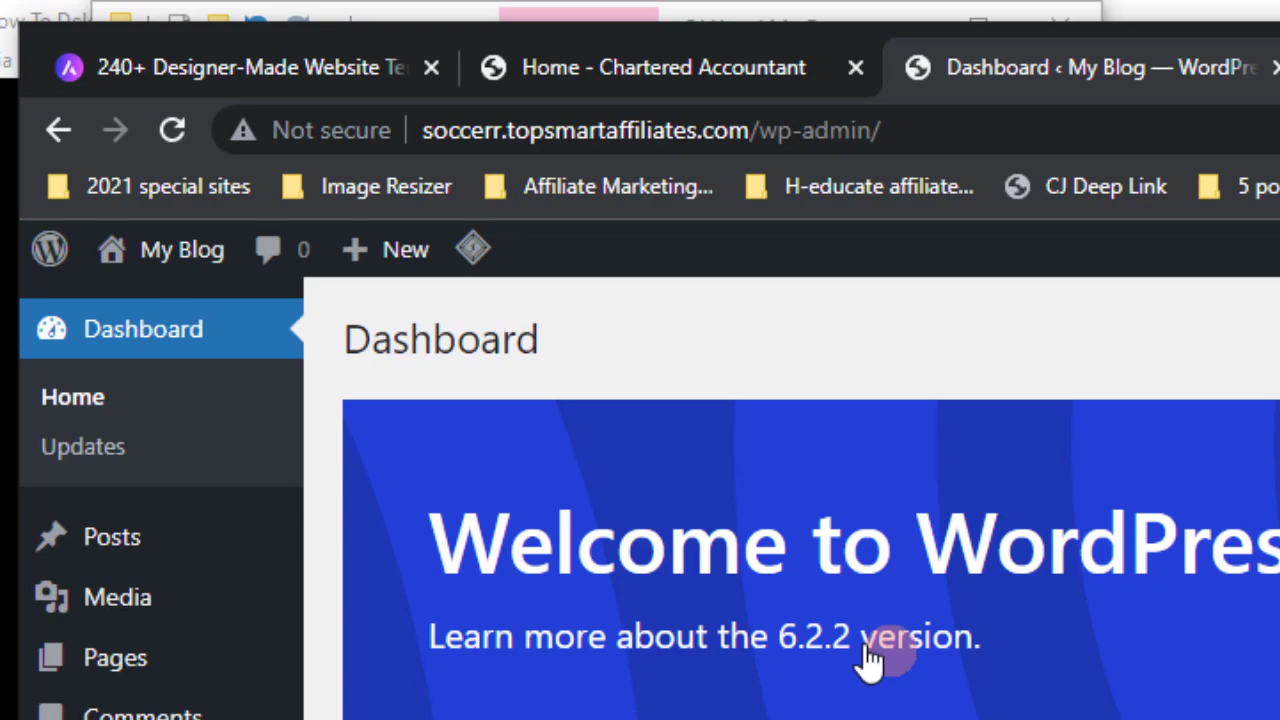 240+ Designer-Made Website Te
Home - Chartered Accountant
Dashboard ‹ My Blog — WordPre
Not secure
soccerr.topsmartaffiliates.com/wp-admin/
2021 special sites
Image Resizer
Affiliate Marketing...
H-educate affiliate...
CJ Deep Link
5 po
My Blog
0
New
Dashboard
Home
Updates
Posts
Media
Pages
Comments
Dashboard
Welcome to WordPres
Learn more about the 6.2.2 version.